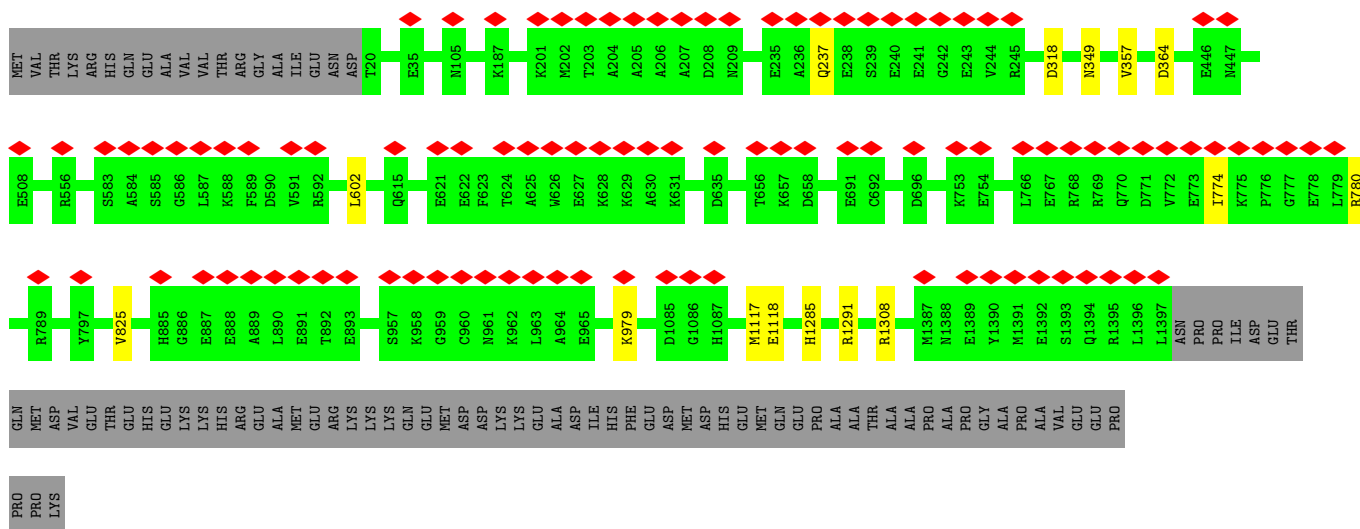 MET VAL THR LYS ARG HIS GLN GLU ALA VAL VAL THR ARG GLY ALA ILE GLU ASN ASP T20 E35 N105 K187 K201 M202 T203 A204 A205 A206 A207 D208 N209 E235 A236 Q237 E238 S239 E240 E241 G242 E243 V244 R245 D318 N349 V357 D364 E446 N447
E508 R556 S583 A584 S585 G586 L587 K588 F589 D590 V591 R592 L602 Q615 E621 E622 F623 T624 A625 W626 E627 K628 K629 A630 K631 D635 T656 K657 D658 E691 C692 D696 K753 E754 L766 E767 R768 R769 Q770 D771 V772 E773 I774 K775 P776 G777 E778 L779 R780
R789 Y797 V825 H885 G886 E887 E888 A889 L890 E891 T892 E893 S957 K958 G959 C960 N961 K962 L963 A964 E965 K979 D1085 G1086 H1087 M1117 E1118 H1285 R1291 R1308 M1387 N1388 E1389 Y1390 M1391 E1392 S1393 Q1394 R1395 L1396 L1397 ASN PRO PRO ILE ASP GLU THR
GLN MET ASP VAL GLU THR GLU HIS GLU LYS LYS HIS ARG GLU ALA MET GLU ARG LYS LYS LYS GLN GLU MET ASP ASP LYS LYS GLU ALA ASP ILE HIS PHE GLU ASP MET ASP HIS GLU MET GLN GLU PRO ALA ALA THR ALA ALA PRO ALA PRO GLY ALA PRO ALA VAL GLU GLU PRO
PRO PRO LYS